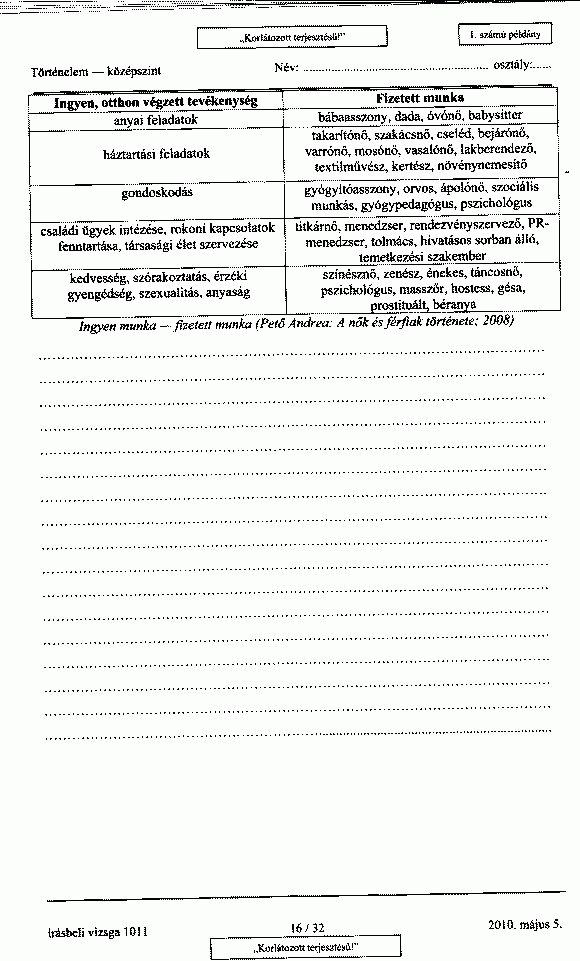 „Korlátozott terjesztésű!”
1. számú példány
Történelem — középszint
Név: ........................................................ osztály:......
Ingyen, otthon végzett tevékenység
Fizetett munka
anyai feladatok
bábaasszony, dada, óvónő, babysitter
háztartási feladatok
takarítónő, szakácsnő, cseléd, bejárónő,
varrónő, mosónő, vasalónő, lakberendező,
textilművész, kertész, növénynemesítő
gondoskodás
gyógyítóasszony, orvos, ápolónő, szociális
munkás, gyógypedagógus, pszichológus
családi ügyek intézése, rokoni kapcsolatok
fenntartása, társasági élet szervezése
titkárnő, menedzser, rendezvényszervező, PR-
menedzser, tolmács, hivatásos sorban álló,
temetkezési szakember
kedvesség, szórakoztatás, érzéki
gyengédség, szexualitás, anyaság
színésznő, zenész, énekes, táncosnő,
pszichológus, masszőr, hostess, gésa,
prostituált, béranya
Ingyen munka — fizetett munka (Pető Andrea: A nők és férfiak története; 2008)
írásbeli vizsga 1011
16 / 32
2010. május 5.
„Korlátozott terjesztésű!”